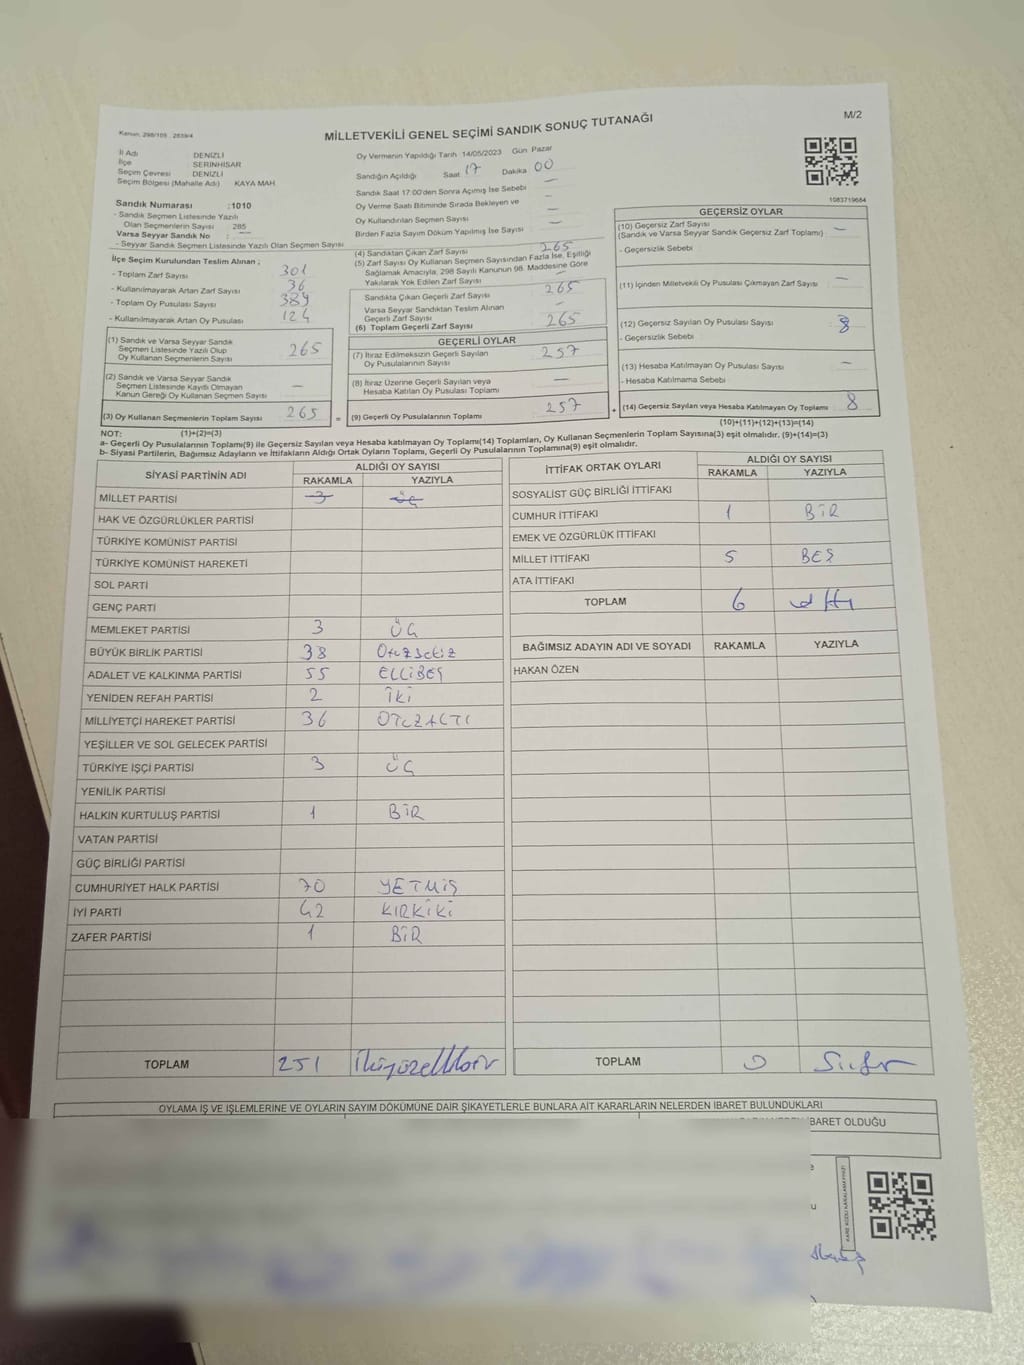 Kanun, 298/105 , 2839/4
MİLLETVEKİLİ GENEL SEÇİMİ SANDIK SONUÇ TUTANAĞI
M/2
İl Adı : DENİZLİ
İlçe : SERİNHİSAR
Seçim Çevresi : DENİZLİ
Seçim Bölgesi (Mahalle Adı) KAYA MAH.
Sandık Numarası :1010
- Sandık Seçmen Listesinde Yazılı
Olan Seçmenlerin Sayısı : 285
Varsa Seyyar Sandık No : —
- Seyyar Sandık Seçmen Listesinde Yazılı Olan Seçmen Sayısı
Oy Vermenin Yapıldığı Tarih 14/05/2023 Gün Pazar
Sandığın Açıldığı Saat 17 Dakika 00
Sandık Saat 17:00'den Sonra Açımış İse Sebebi —
Oy Verme Saati Bitiminde Sırada Bekleyen ve —
Oy Kullandırılan Seçmen Sayısı —
Birden Fazla Sayım Döküm Yapılmış İse Sayısı —
1083719684
İlçe Seçim Kurulundan Teslim Alınan ;
- Toplam Zarf Sayısı 301
- Kullanılmayarak Artan Zarf Sayısı 36
- Toplam Oy Pusulası Sayısı 389
- Kullanılmayarak Artan Oy Pusulası 124
(1) Sandık ve Varsa Seyyar Sandık
Seçmen Listesinde Yazılı Olup
Oy Kullanan Seçmenlerin Sayısı 265
(2) Sandık ve Varsa Seyyar Sandık
Seçmen Listesinde Kayıtlı Olmayan
Kanun Gereği Oy Kullanan Seçmen Sayısı —
(3) Oy Kullanan Seçmenlerin Toplam Sayısı 265 =
(1)+(2)=(3)
(4) Sandıktan Çıkan Zarf Sayısı 265
(5) Zarf Sayısı Oy Kullanan Seçmen Sayısından Fazla İse, Eşitliği
Sağlamak Amacıyla, 298 Sayılı Kanunun 98. Maddesine Göre
Yakılarak Yok Edilen Zarf Sayısı —
Sandıkta Çıkan Geçerli Zarf Sayısı 265
Varsa Seyyar Sandıktan Teslim Alınan
Geçerli Zarf Sayısı —
(6) Toplam Geçerli Zarf Sayısı 265
GEÇERLİ OYLAR
(7) İtiraz Edilmeksizin Geçerli Sayılan
Oy Pusulalarının Sayısı 257
(8) İtiraz Üzerine Geçerli Sayılan veya
Hesaba Katılan Oy Pusulası Toplamı —
(9) Geçerli Oy Pusulalarının Toplamı 257 +
GEÇERSİZ OYLAR
(10) Geçersiz Zarf Sayısı
(Sandık ve Varsa Seyyar Sandık Geçersiz Zarf Toplamı) —
- Geçersizlik Sebebi
(11) İçinden Milletvekili Oy Pusulası Çıkmayan Zarf Sayısı —
(12) Geçersiz Sayılan Oy Pusulası Sayısı : 8
- Geçersizlik Sebebi
(13) Hesaba Katılmayan Oy Pusulası Sayısı —
- Hesaba Katılmama Sebebi
(14) Geçersiz Sayılan veya Hesaba Katılmayan Oy Toplamı 8
(10)+(11)+(12)+(13)=(14)
NOT:
a- Geçerli Oy Pusulalarının Toplamı(9) ile Geçersiz Sayılan veya Hesaba katılmayan Oy Toplamı(14) Toplamları, Oy Kullanan Seçmenlerin Toplam Sayısına(3) eşit olmalıdır. (9)+(14)=(3)
b- Siyasi Partilerin, Bağımsız Adayların ve İttifakların Aldığı Ortak Oyların Toplamı, Geçerli Oy Pusulalarının Toplamına(9) eşit olmalıdır.
SİYASİ PARTİNİN ADI ALDIĞI OY SAYISI
RAKAMLA YAZIYLA
MİLLET PARTİSİ 3 üç
HAK VE ÖZGÜRLÜKLER PARTİSİ
TÜRKİYE KOMÜNİST PARTİSİ
TÜRKİYE KOMÜNİST HAREKETİ
SOL PARTİ
GENÇ PARTİ
MEMLEKET PARTİSİ 3 ÜÇ
BÜYÜK BİRLİK PARTİSİ 38 Otuzsekiz
ADALET VE KALKINMA PARTİSİ 55 ELLİBEŞ
YENİDEN REFAH PARTİSİ 2 İKİ
MİLLİYETÇİ HAREKET PARTİSİ 36 OTUZALTI
YEŞİLLER VE SOL GELECEK PARTİSİ
TÜRKİYE İŞÇİ PARTİSİ 3 ÜÇ
YENİLİK PARTİSİ
HALKIN KURTULUŞ PARTİSİ 1 BİR
VATAN PARTİSİ
GÜÇ BİRLİĞİ PARTİSİ
CUMHURİYET HALK PARTİSİ 70 YETMİŞ
İYİ PARTİ 42 KIRKİKİ
ZAFER PARTİSİ 1 BİR
TOPLAM 251 İkiyüzellibir
İTTİFAK ORTAK OYLARI ALDIĞI OY SAYISI
RAKAMLA YAZIYLA
SOSYALİST GÜÇ BİRLİĞİ İTTİFAKI
CUMHUR İTTİFAKI 1 BİR
EMEK VE ÖZGÜRLÜK İTTİFAKI
MİLLET İTTİFAKI 5 BEŞ
ATA İTTİFAKI
TOPLAM 6 altı
BAĞIMSIZ ADAYIN ADI VE SOYADI RAKAMLA YAZIYLA
HAKAN ÖZEN
TOPLAM 0 Sıfır
OYLAMA İŞ VE İŞLEMLERİNE VE OYLARIN SAYIM DÖKÜMÜNE DAİR ŞİKAYETLERLE BUNLARA AİT KARARLARIN NELERDEN İBARET BULUNDUKLARI
İBARET OLDUĞU